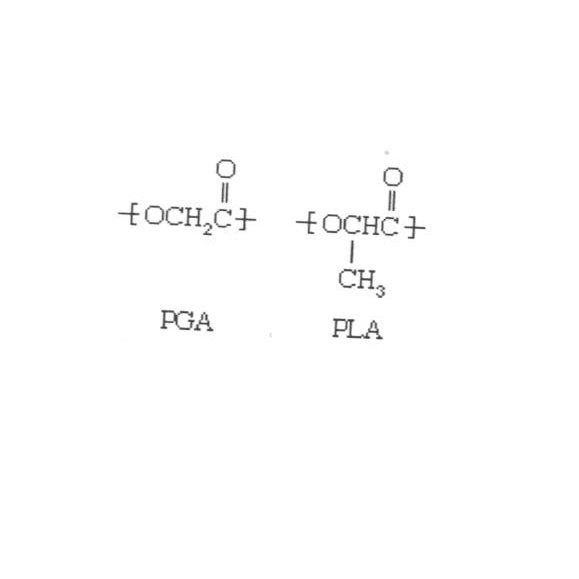 O O
[OCH₂C] [OCHC]
CH₃
PGA PLA